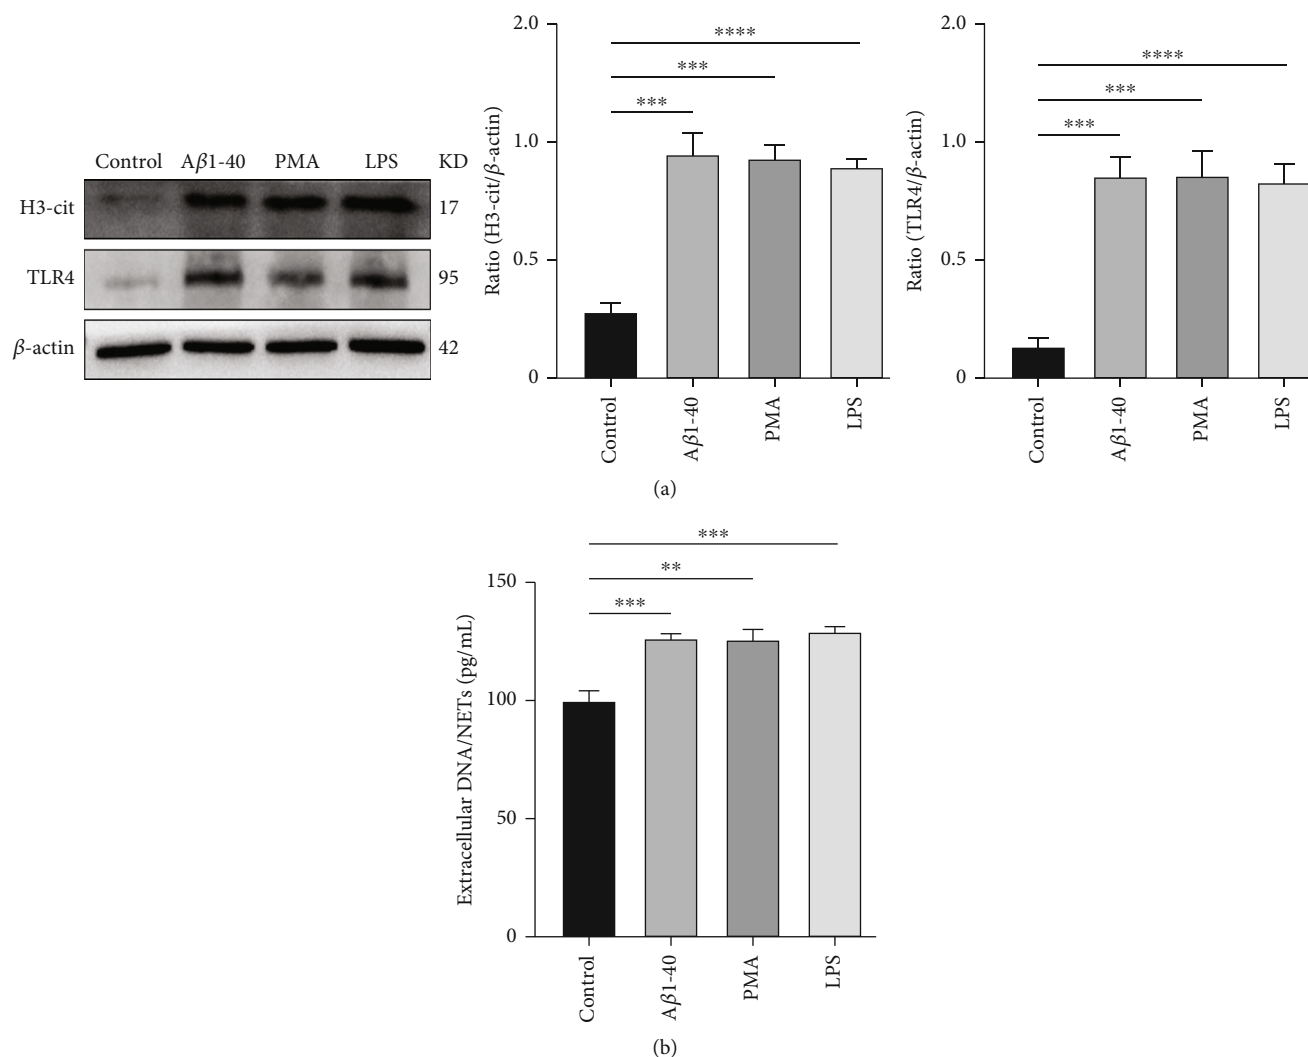 Control Aβ1-40 PMA LPS KD
H3-cit 17
TLR4 95
β-actin 42
Ratio (H3-cit/β-actin)
2.0
1.0
0.5
0
****
***
***
Control
Aβ1-40
PMA
LPS
Ratio (TLR4/β-actin)
2.0
1.0
0.5
0
****
***
***
Control
Aβ1-40
PMA
LPS
(a)
Extracellular DNA/NETs (pg/mL)
150
100
50
0
***
**
***
Control
Aβ1-40
PMA
LPS
(b)